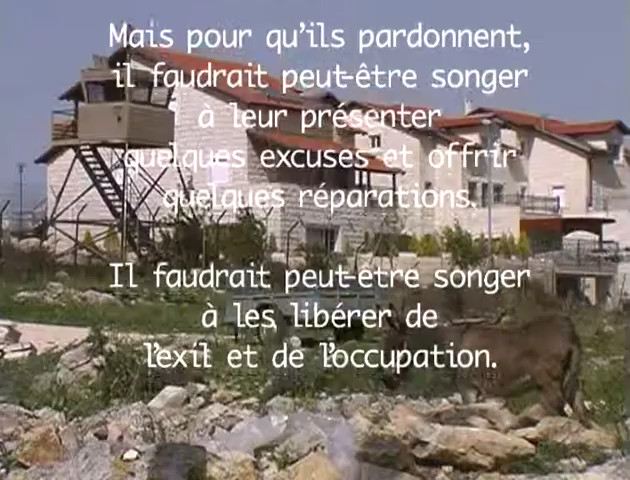 Mais pour qu'ils pardonnent,
il faudrait peut-être songer
à leur présenter
quelques excuses et offrir
quelques réparations.
Il faudrait peut-être songer
à les libérer de
l'exil et de l'occupation.